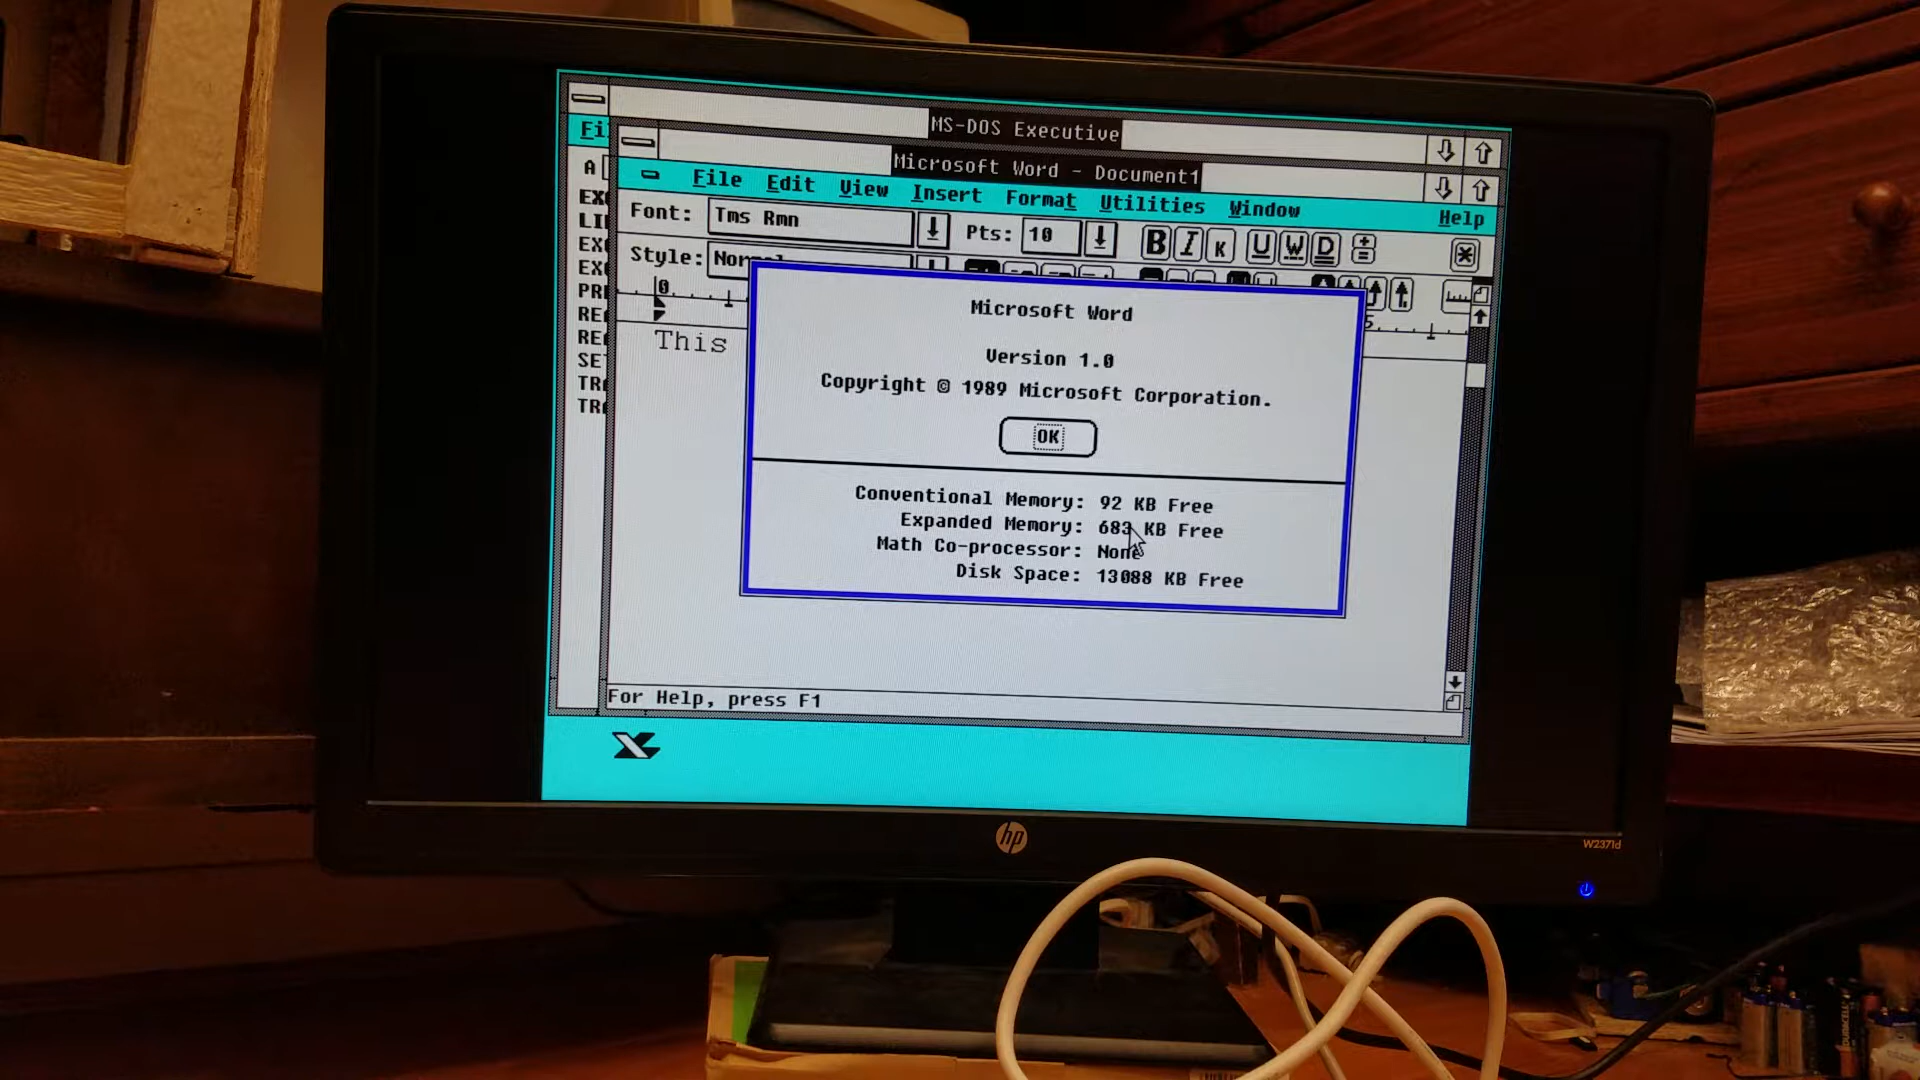 MS-DOS Executive
Microsoft Word - Document1
File Edit View Insert Format Utilities Window Help
Font: Tms Rmn Pts: 10 B I K U W D
Style:
0
This
Microsoft Word
Version 1.0
Copyright © 1989 Microsoft Corporation.
OK
Conventional Memory: 92 KB Free
Expanded Memory: 683 KB Free
Math Co-processor: None
Disk Space: 13088 KB Free
For Help, press F1
hp
W2371d
DURACELL